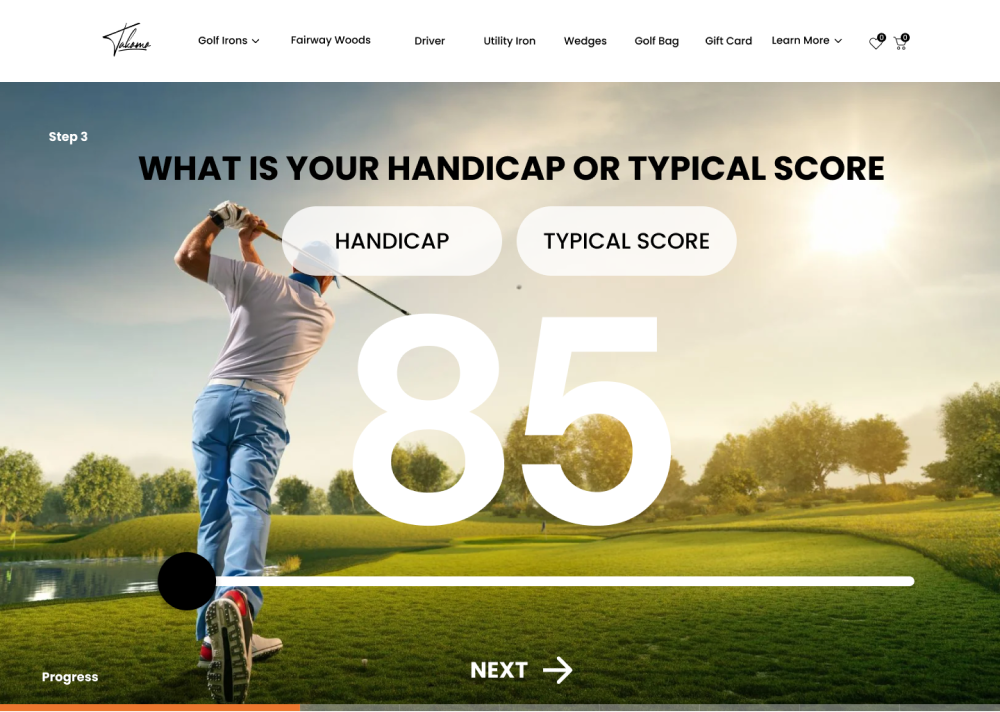 Takomo
Golf Irons
Fairway Woods
Driver
Utility Iron
Wedges
Golf Bag
Gift Card
Learn More
0
0
Step 3
WHAT IS YOUR HANDICAP OR TYPICAL SCORE
HANDICAP
TYPICAL SCORE
85
NEXT
Progress